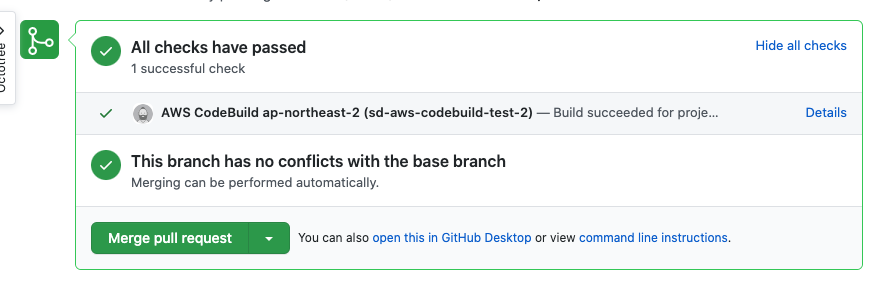 Octotree
All checks have passed
Hide all checks
1 successful check
AWS CodeBuild ap-northeast-2 (sd-aws-codebuild-test-2) — Build succeeded for proje…
Details
This branch has no conflicts with the base branch
Merging can be performed automatically.
Merge pull request
You can also open this in GitHub Desktop or view command line instructions.